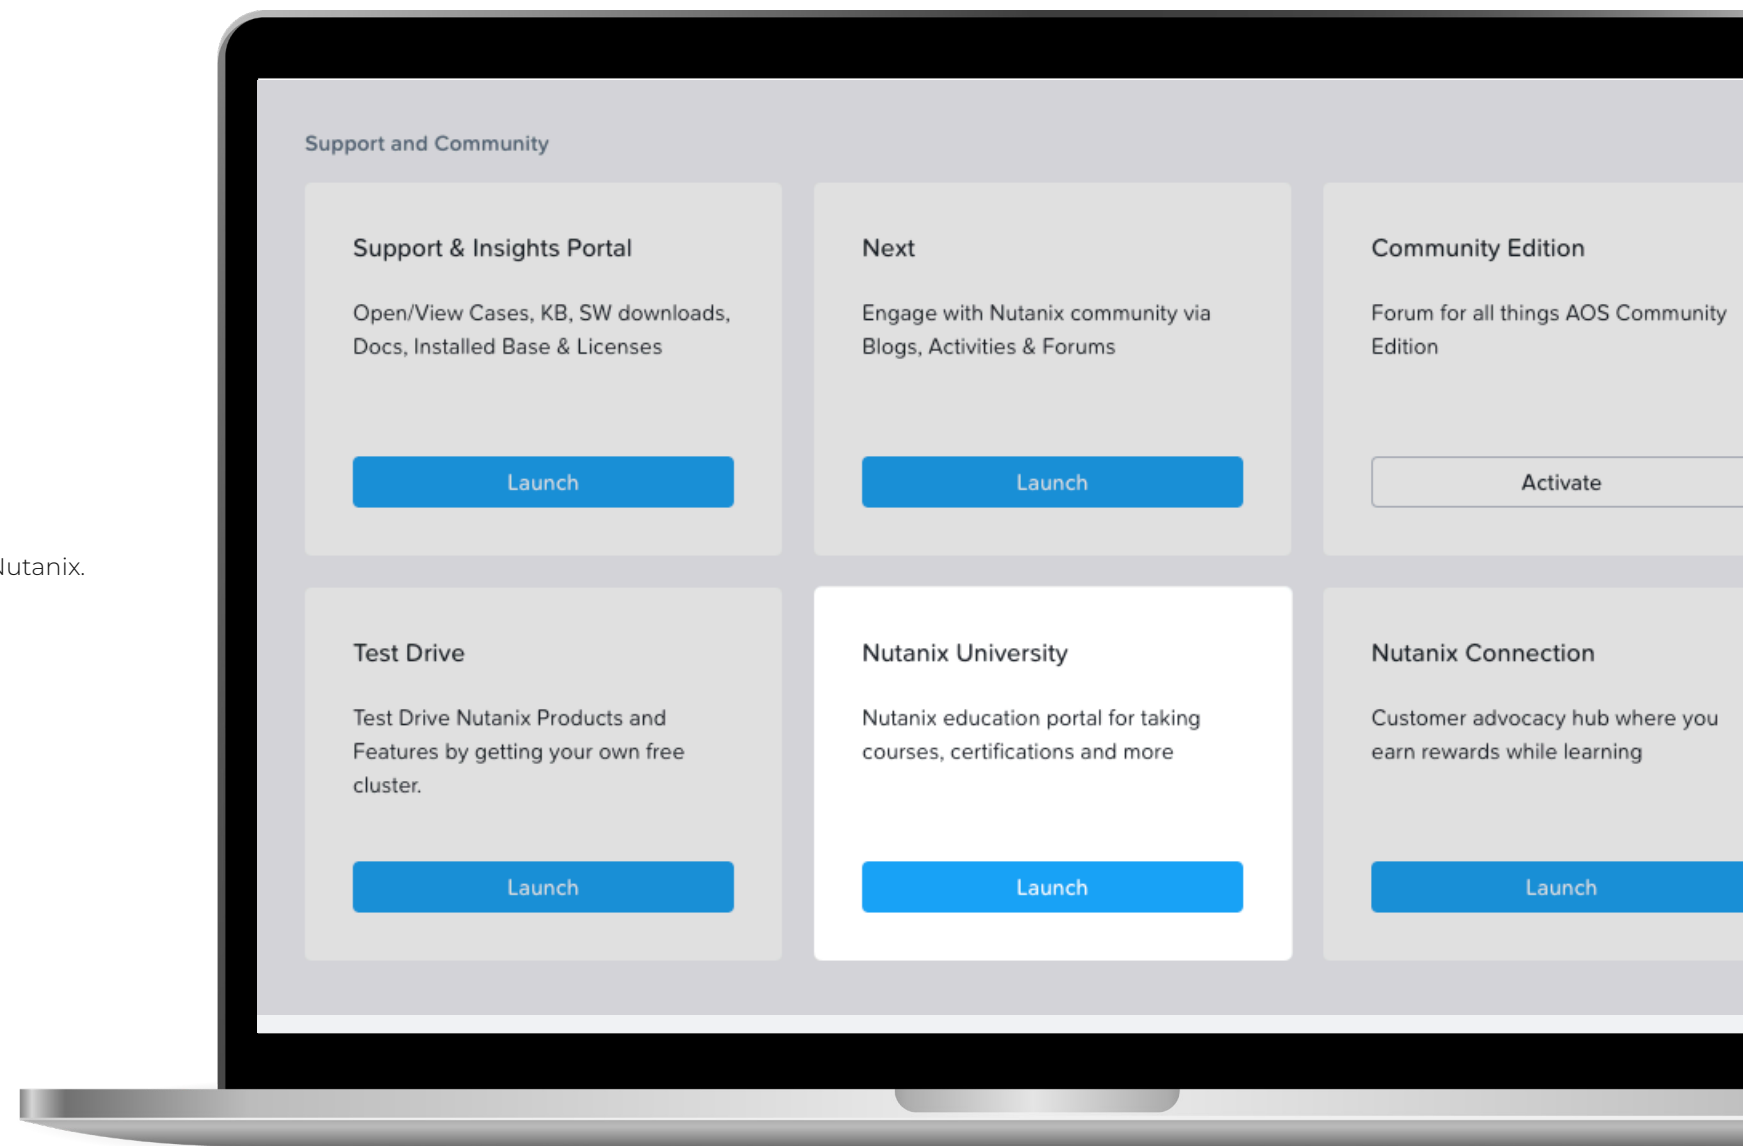 Support and Community
Support & Insights Portal
Open/View Cases, KB, SW downloads,
Docs, Installed Base & Licenses
Launch
Next
Engage with Nutanix community via
Blogs, Activities & Forums
Launch
Community Edition
Forum for all things AOS Community
Edition
Activate
Nutanix.
Test Drive
Test Drive Nutanix Products and
Features by getting your own free
cluster.
Launch
Nutanix University
Nutanix education portal for taking
courses, certifications and more
Launch
Nutanix Connection
Customer advocacy hub where you
earn rewards while learning
Launch